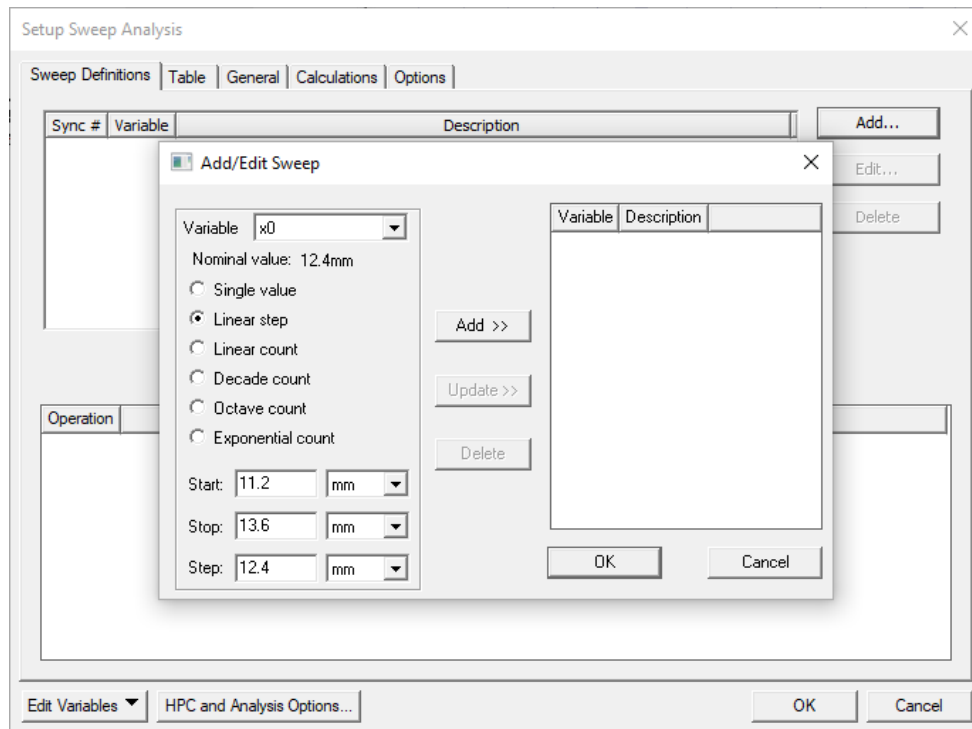 Setup Sweep Analysis
Sweep Definitions Table General Calculations Options
Sync # Variable Description
Add...
Edit...
Delete
Add/Edit Sweep
Variable x0
Nominal value: 12.4mm
Single value
Linear step
Linear count
Decade count
Octave count
Exponential count
Start: 11.2 mm
Stop: 13.6 mm
Step: 12.4 mm
Add >>
Update >>
Delete
Variable Description
OK Cancel
Operation
Edit Variables HPC and Analysis Options... OK Cancel